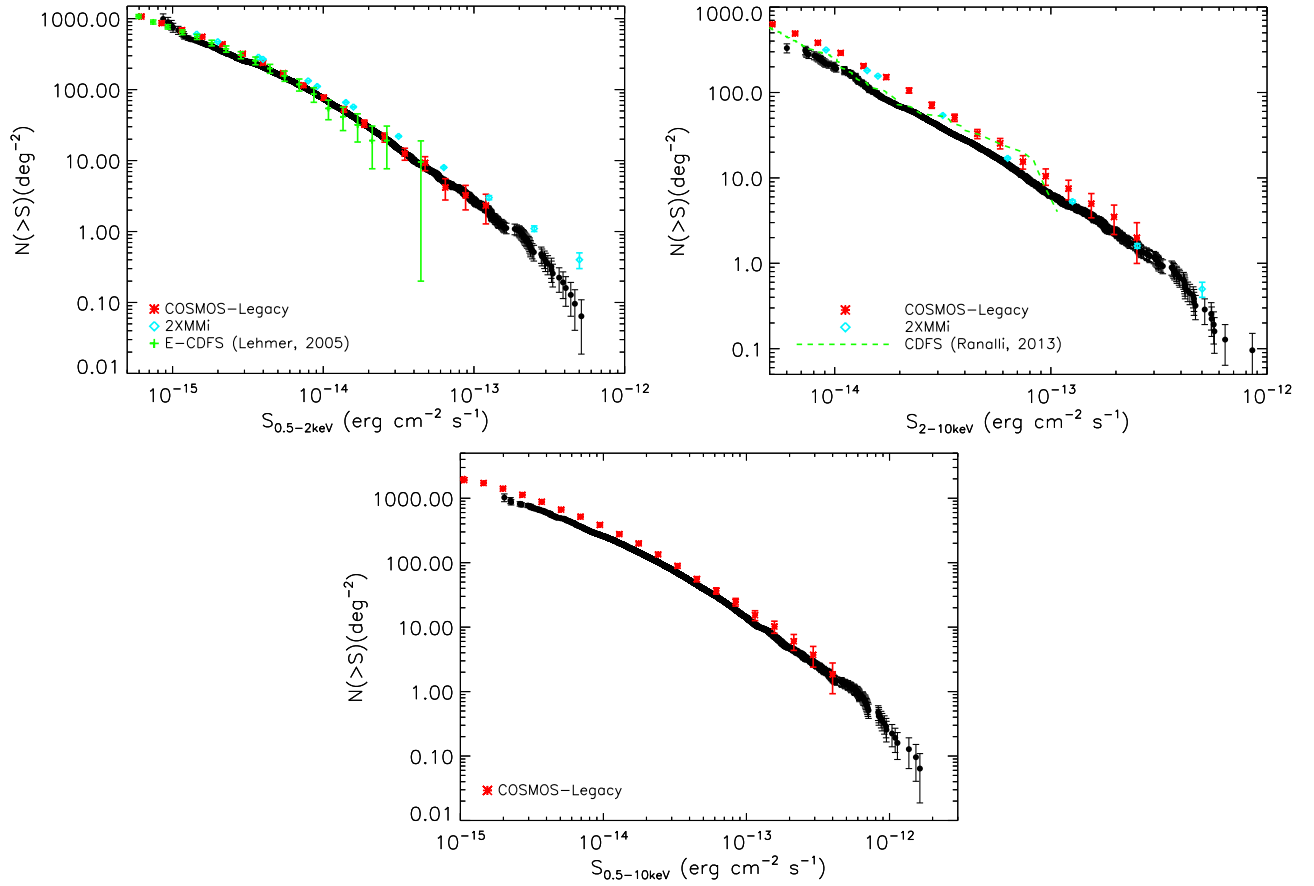 1000.0
100.00
10.00
1.00
0.10
0.01
N(>S)(deg⁻²)
COSMOS−Legacy
2XMMi
E−CDFS (Lehmer, 2005)
10⁻¹⁵ 10⁻¹⁴ 10⁻¹³ 10⁻¹²
S0.5−2keV (erg cm⁻² s⁻¹)
1000.0
100.0
10.0
1.0
0.1
N(>S)(deg⁻²)
COSMOS−Legacy
2XMMi
CDFS (Ranalli, 2013)
10⁻¹⁴ 10⁻¹³ 10⁻¹²
S2−10keV (erg cm⁻² s⁻¹)
1000.00
100.00
10.00
1.00
0.10
0.01
N(>S)(deg⁻²)
COSMOS−Legacy
10⁻¹⁵ 10⁻¹⁴ 10⁻¹³ 10⁻¹²
S0.5−10keV (erg cm⁻² s⁻¹)